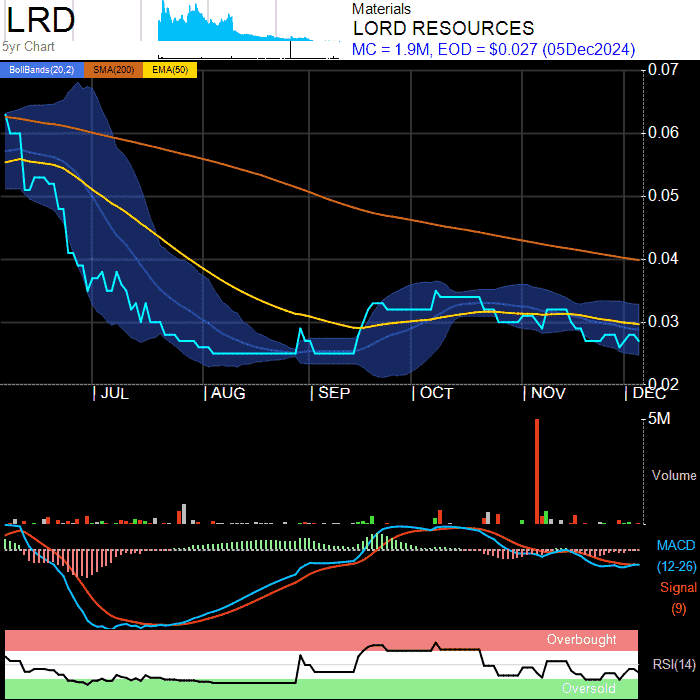 LRD
5yr Chart
Materials
LORD RESOURCES
MC = 1.9M, EOD = $0.027 (05Dec2024)
BollBands(20,2) SMA(200) EMA(50)
0.07
0.06
0.05
0.04
0.03
0.02
JUL AUG SEP OCT NOV DEC
5M
Volume
MACD
(12-26)
Signal
(9)
Overbought
RSI(14)
Oversold